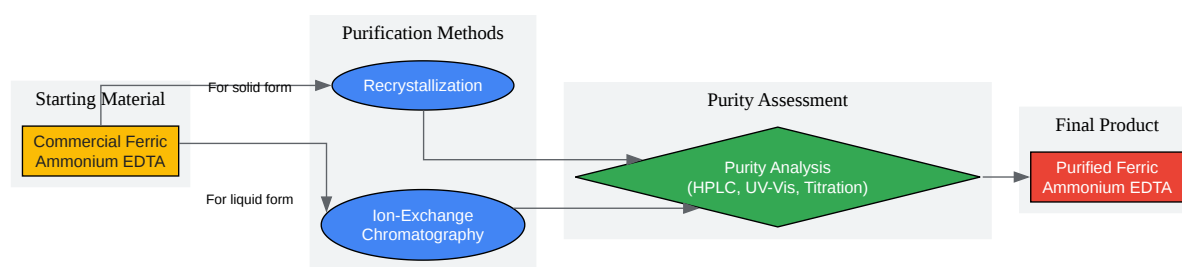 Starting Material
Commercial Ferric
Ammonium EDTA
For solid form
For liquid form
Purification Methods
Recrystallization
Ion-Exchange
Chromatography
Purity Assessment
Purity Analysis
(HPLC, UV-Vis, Titration)
Final Product
Purified Ferric
Ammonium EDTA